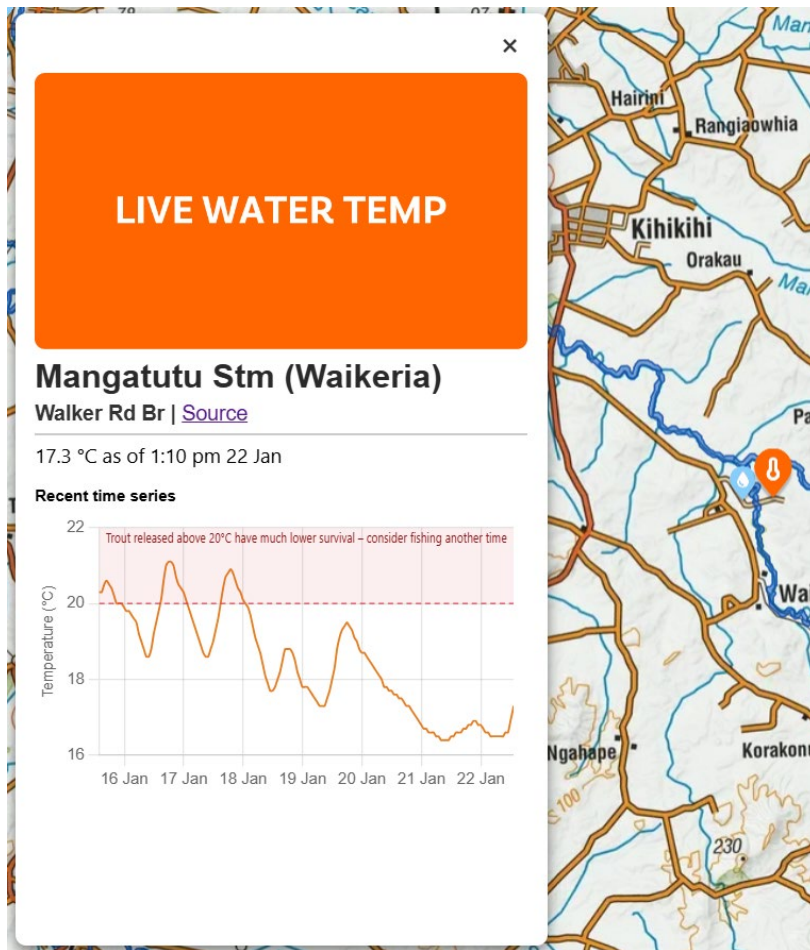 ×
LIVE WATER TEMP
Mangatutu Stm (Waikeria)
Walker Rd Br | Source
17.3 °C as of 1:10 pm 22 Jan
Recent time series
22
Trout released above 20°C have much lower survival – consider fishing another time
20
18
16
Temperature (°C)
16 Jan 17 Jan 18 Jan 19 Jan 20 Jan 21 Jan 22 Jan
Hairini
Rangiaowhia
Kihikihi
Orakau
Ngahape
230
100